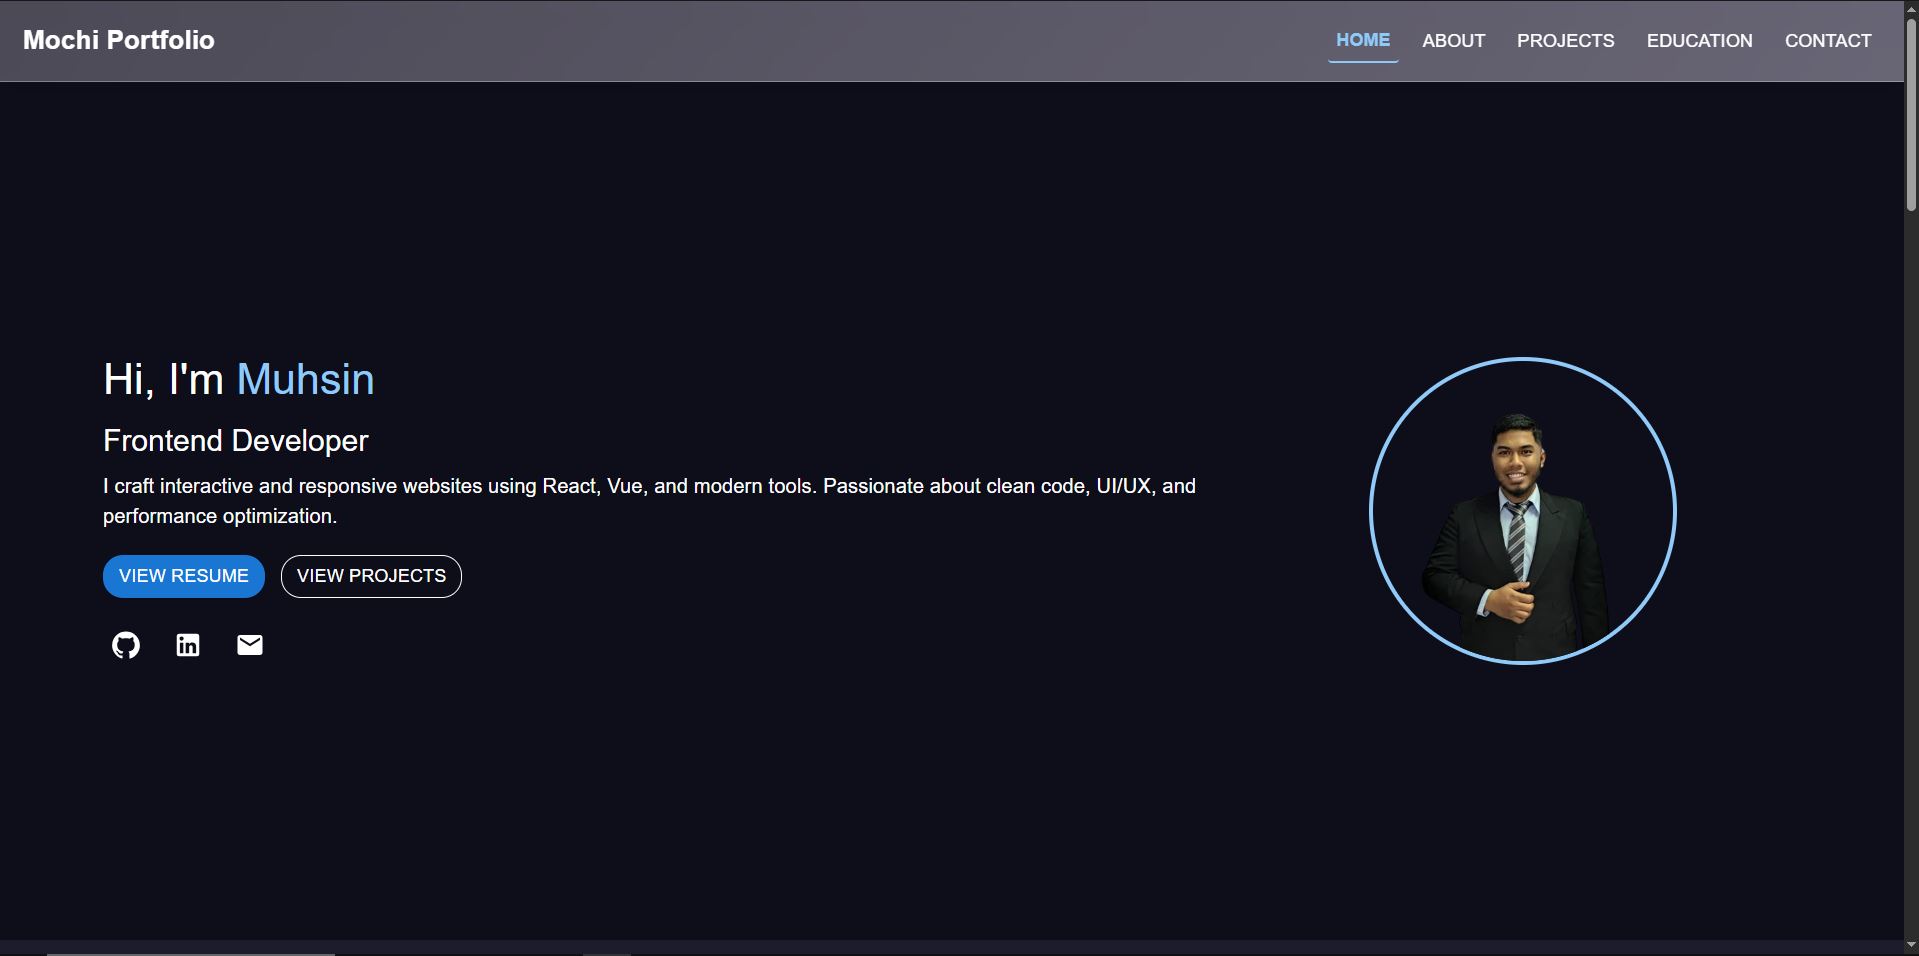 Mochi Portfolio
HOME
ABOUT
PROJECTS
EDUCATION
CONTACT
Hi, I'm Muhsin
Frontend Developer
I craft interactive and responsive websites using React, Vue, and modern tools. Passionate about clean code, UI/UX, and
performance optimization.
VIEW RESUME
VIEW PROJECTS
in